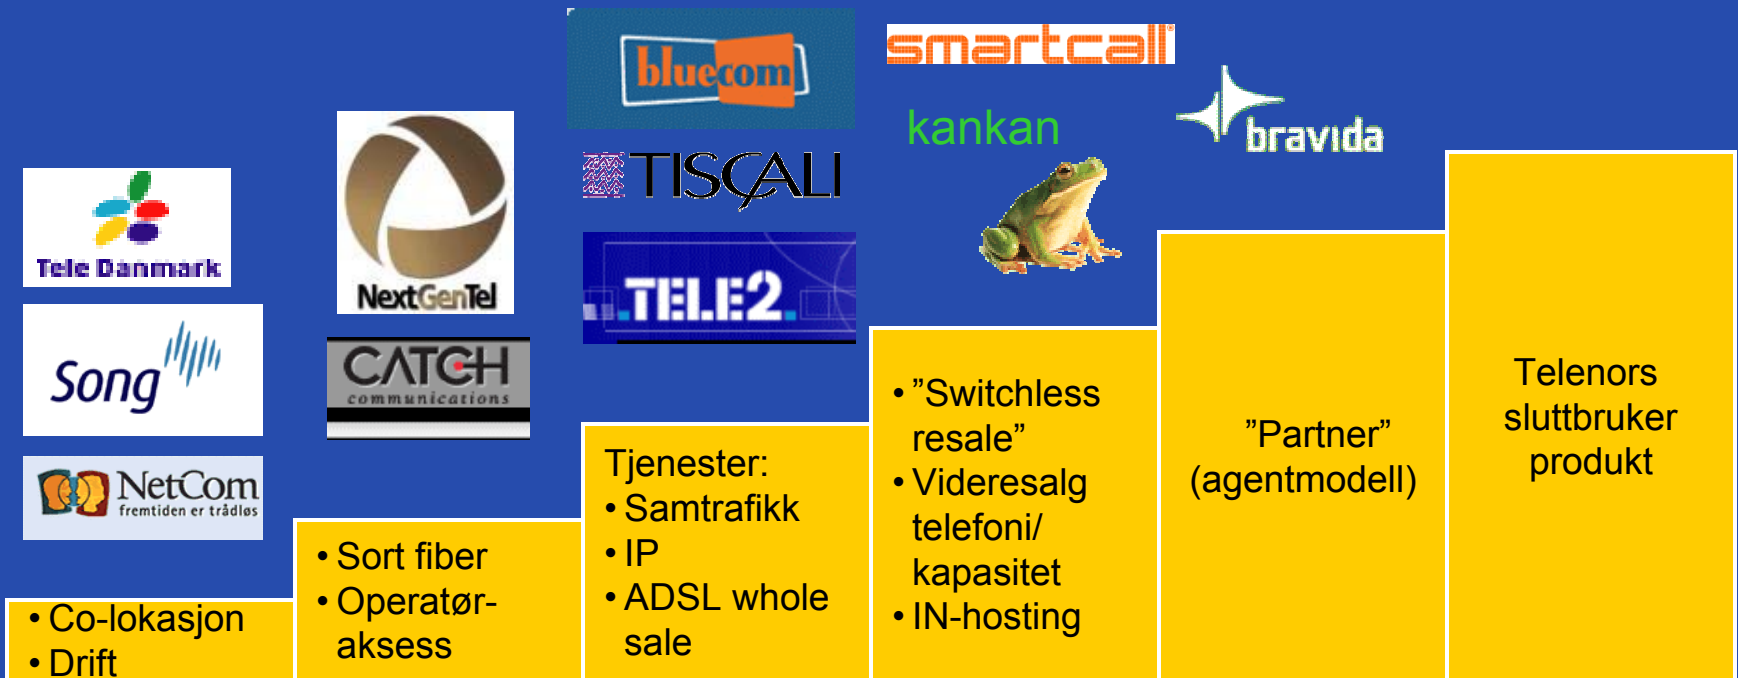 Tele Danmark
Song
NetCom
fremtiden er trådløs
• Co-lokasjon
• Drift
NextGenTel
CATCH
communications
• Sort fiber
• Operatør-
aksess
bluecom
TISCALI
.TELE2.
Tjenester:
• Samtrafikk
• IP
• ADSL whole
sale
smartcall
kankan
• ”Switchless
resale”
• Videresalg
telefoni/
kapasitet
• IN-hosting
bravida
”Partner”
(agentmodell)
Telenors
sluttbruker
produkt